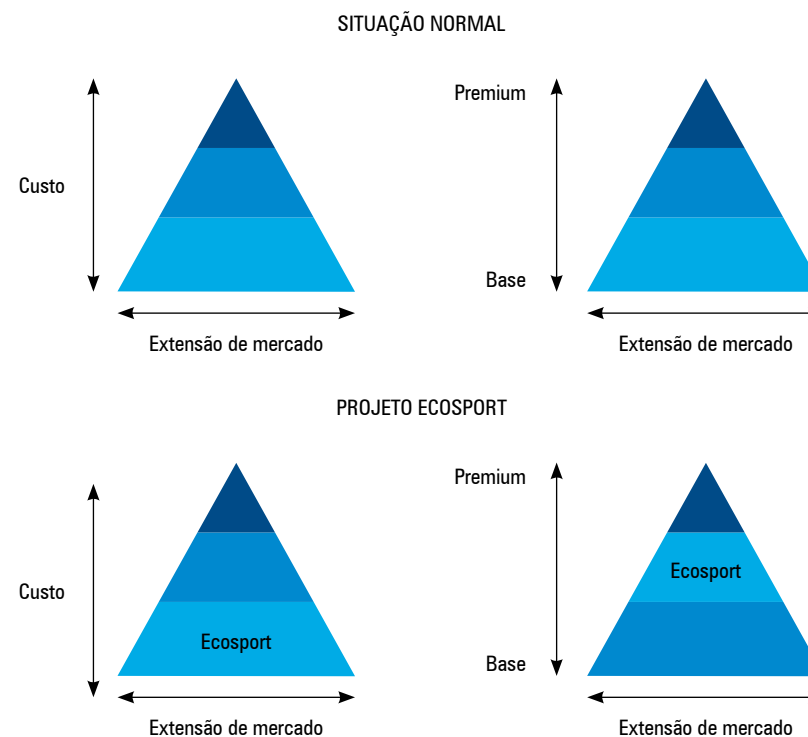 SITUAÇÃO NORMAL
Custo
Extensão de mercado
Premium
Base
Extensão de mercado
PROJETO ECOSPORT
Custo
Ecosport
Extensão de mercado
Premium
Ecosport
Base
Extensão de mercado